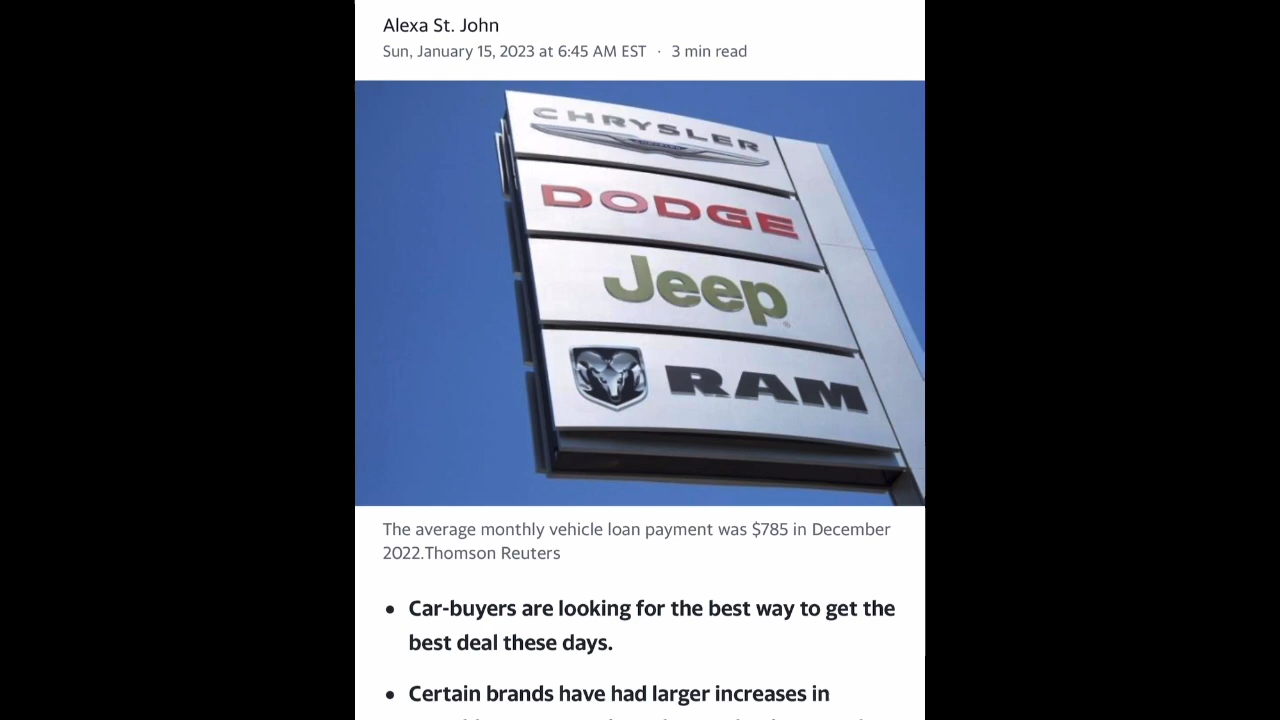 Alexa St. John
Sun, January 15, 2023 at 6:45 AM EST · 3 min read
CHRYSLER
DODGE
Jeep
RAM
The average monthly vehicle loan payment was $785 in December
2022.Thomson Reuters
• Car-buyers are looking for the best way to get the
best deal these days.
• Certain brands have had larger increases in